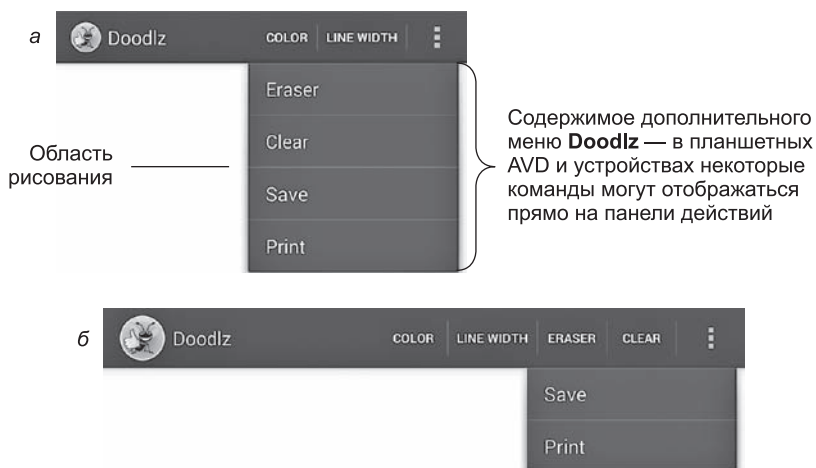 а
Doodlz COLOR LINE WIDTH
Eraser
Clear
Save
Print
Область
рисования
Содержимое дополнительного
меню Doodlz — в планшетных
AVD и устройствах некоторые
команды могут отображаться
прямо на панели действий
б
Doodlz COLOR LINE WIDTH ERASER CLEAR
Save
Print